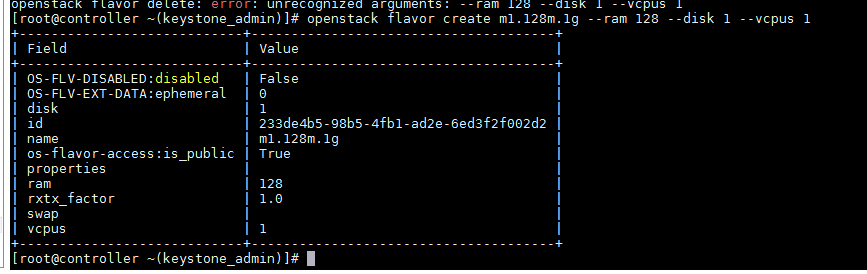 openstack flavor delete: error: unrecognized arguments: --ram 128 --disk 1 --vcpu 1
[root@controller ~(keystone_admin)]# openstack flavor create m1.128m.1g --ram 128 --disk 1 --vcpu 1
+----------------------------+--------------------------------------+
| Field                      | Value                                |
+----------------------------+--------------------------------------+
| OS-FLV-DISABLED:disabled   | False                                |
| OS-FLV-EXT-DATA:ephemeral  | 0                                    |
| disk                       | 1                                    |
| id                         | 233de4b5-98b5-4fb1-ad2e-6ed3f2f002d2 |
| name                       | m1.128m.1g                           |
| os-flavor-access:is_public | True                                 |
| properties                 |                                      |
| ram                        | 128                                  |
| rxtx_factor                | 1.0                                  |
| swap                       |                                      |
| vcpus                      | 1                                    |
+----------------------------+--------------------------------------+
[root@controller ~(keystone_admin)]#